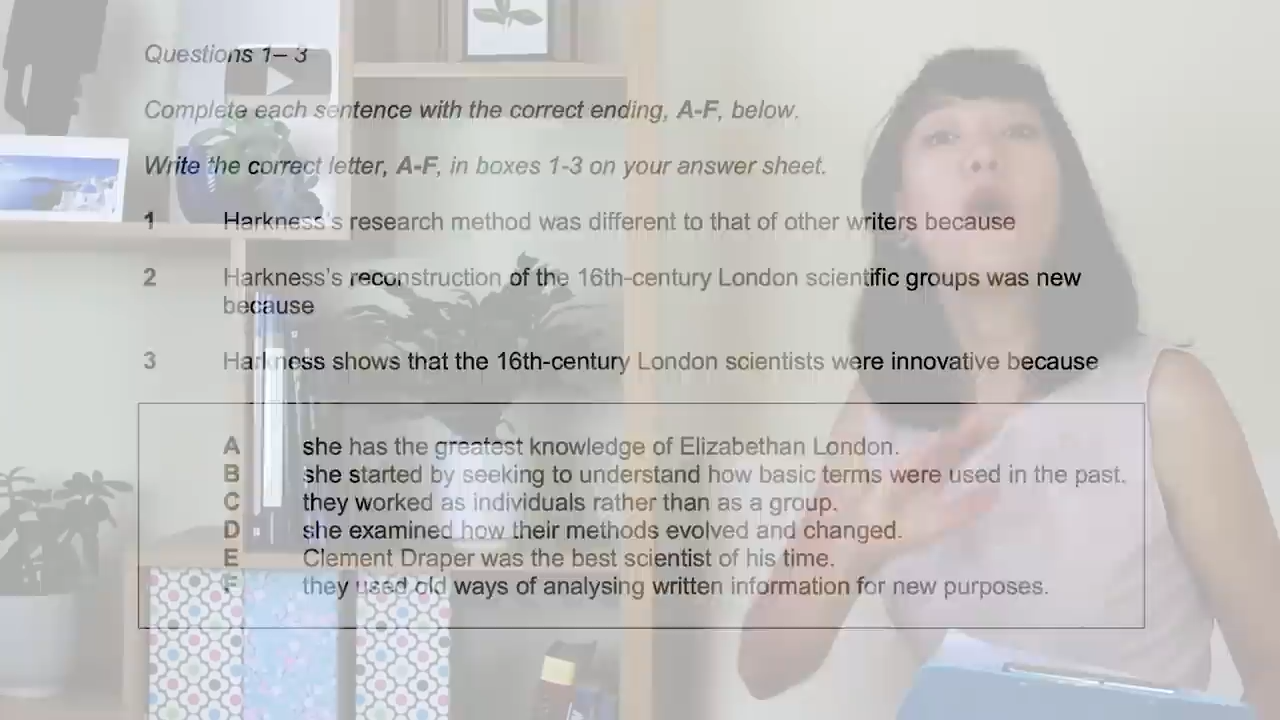 Questions 1– 3
Complete each sentence with the correct ending, A-F, below.
Write the correct letter, A-F, in boxes 1-3 on your answer sheet.
1 Harkness's research method was different to that of other writers because
2 Harkness's reconstruction of the 16th-century London scientific groups was new
because
3 Harkness shows that the 16th-century London scientists were innovative because
A she has the greatest knowledge of Elizabethan London.
B she started by seeking to understand how basic terms were used in the past.
C they worked as individuals rather than as a group.
D she examined how their methods evolved and changed.
E Clement Draper was the best scientist of his time.
F they used old ways of analysing written information for new purposes.